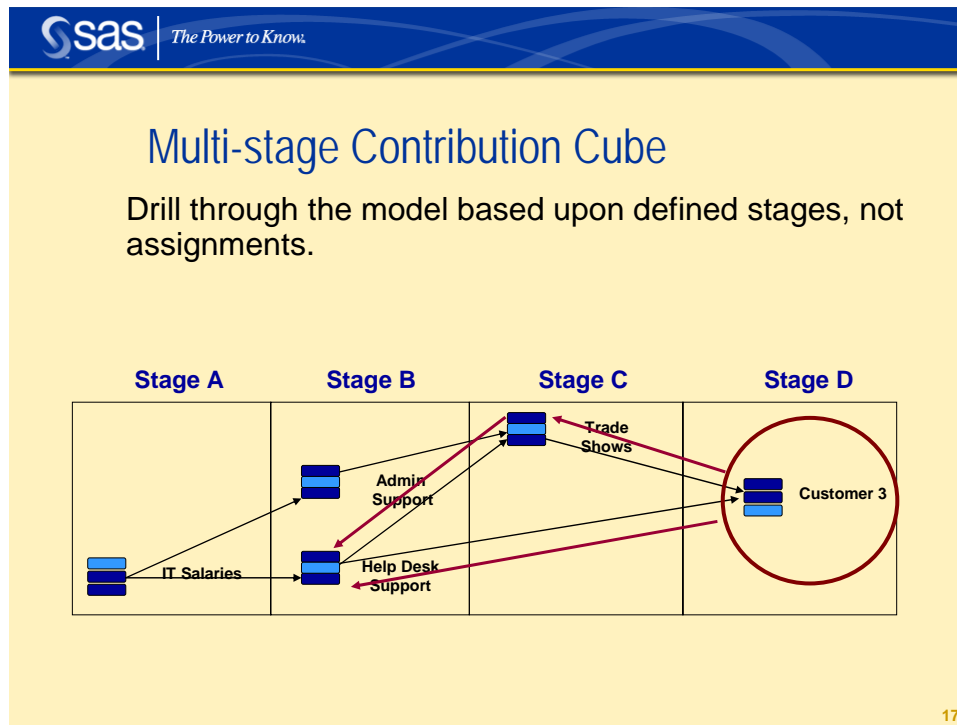 sas
The Power to Know.
Multi-stage Contribution Cube
Drill through the model based upon defined stages, not
assignments.
Stage A
Stage B
Stage C
Stage D
Trade
Shows
Admin
Support
Customer 3
IT Salaries
Help Desk
Support
17